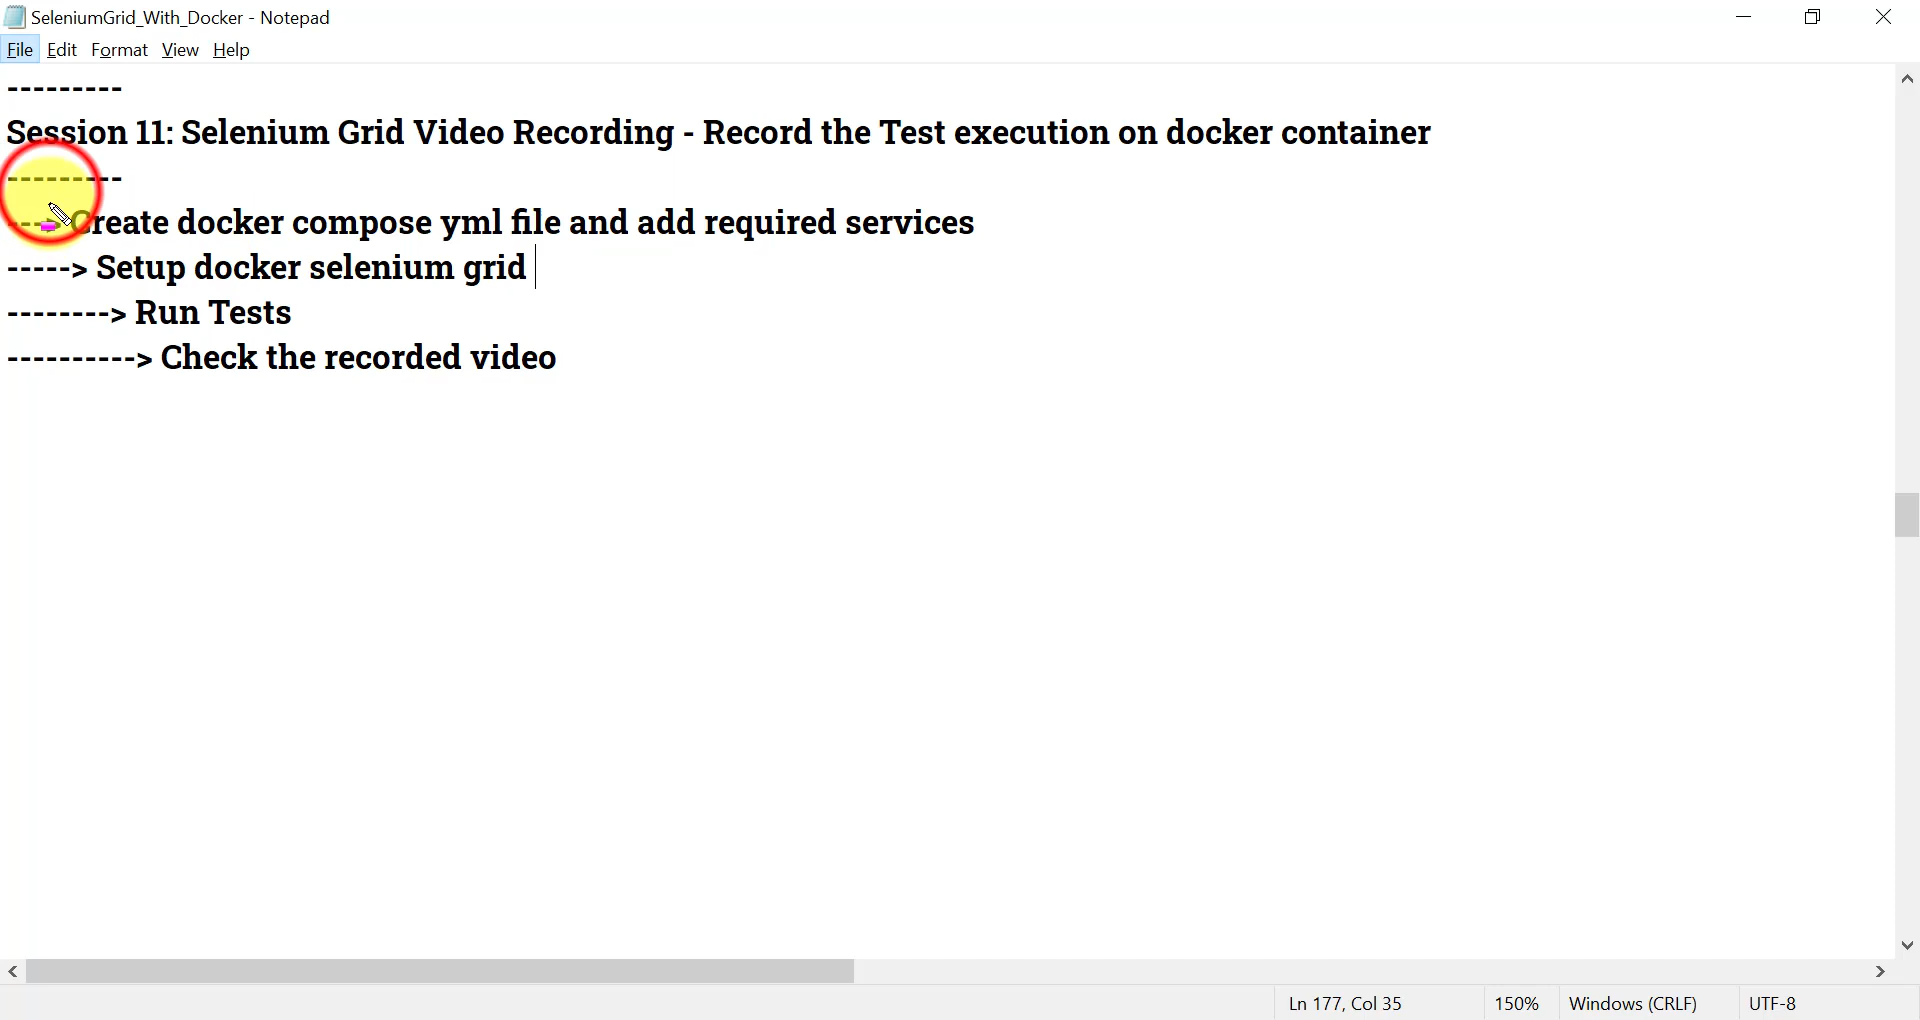 SeleniumGrid_With_Docker - Notepad
File Edit Format View Help
---------
Session 11: Selenium Grid Video Recording - Record the Test execution on docker container
---------
---> Create docker compose yml file and add required services
-----> Setup docker selenium grid
--------> Run Tests
----------> Check the recorded video
Ln 177, Col 35 150% Windows (CRLF) UTF-8